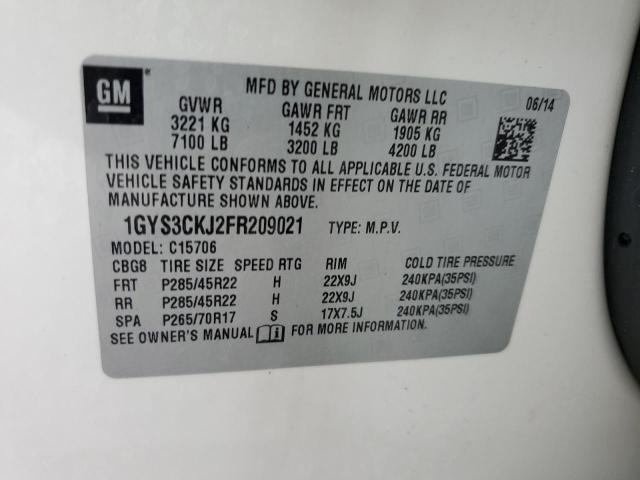 GM
MFD BY GENERAL MOTORS LLC
06/14
GVWR GAWR FRT GAWR RR
3221 KG 1452 KG 1905 KG
7100 LB 3200 LB 4200 LB
THIS VEHICLE CONFORMS TO ALL APPLICABLE U.S. FEDERAL MOTOR
VEHICLE SAFETY STANDARDS IN EFFECT ON THE DATE OF
MANUFACTURE SHOWN ABOVE.
1GYS3CKJ2FR209021 TYPE: M.P.V.
MODEL: C15706
CBG8 TIRE SIZE SPEED RTG RIM COLD TIRE PRESSURE
FRT P285/45R22 H 22X9J 240KPA(35PSI)
RR P285/45R22 H 22X9J 240KPA(35PSI)
SPA P265/70R17 S 17X7.5J 240KPA(35PSI)
SEE OWNER'S MANUAL FOR MORE INFORMATION.